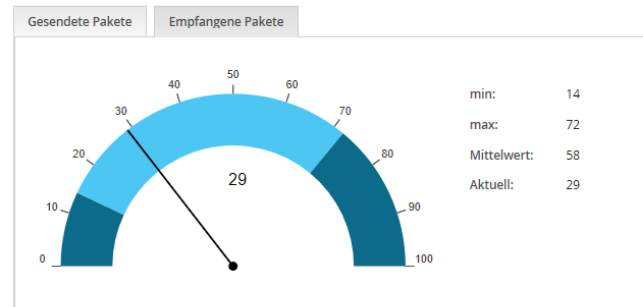 Gesendete Pakete
Empfangene Pakete
0
10
20
30
40
50
60
70
80
90
100
29
min: 14
max: 72
Mittelwert: 58
Aktuell: 29